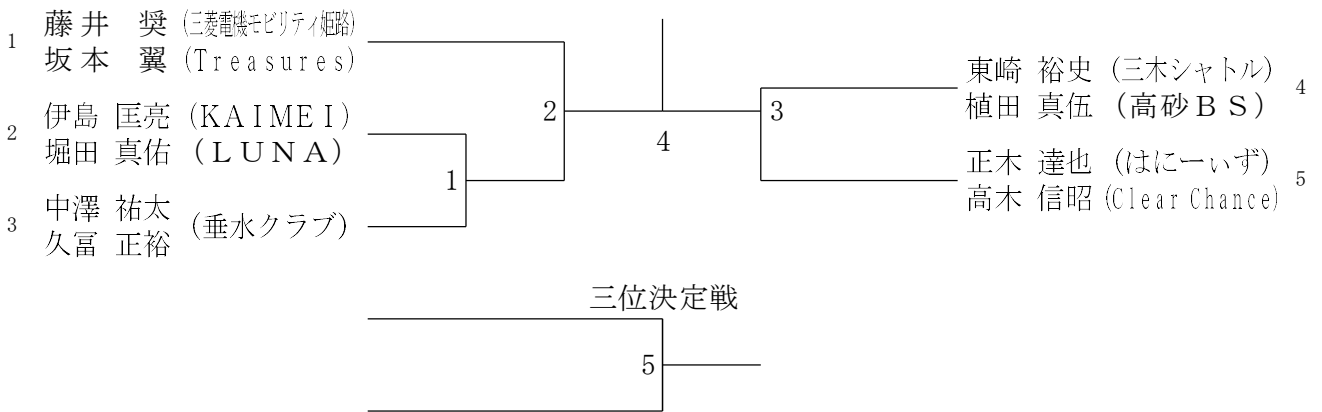 1
藤井 奨 (三菱電機モビリティ姫路)
坂本 翼 (Treasures)
2
伊島 匡亮 (KAIMEI)
堀田 真佑 (LUNA)
3
中澤 祐太
久冨 正裕
(垂水クラブ)
1
2
4
3
東崎 裕史 (三木シャトル)
植田 真伍 (高砂BS)
4
正木 達也 (はにーぃず)
高木 信昭 (Clear Chance)
5
三位決定戦
5